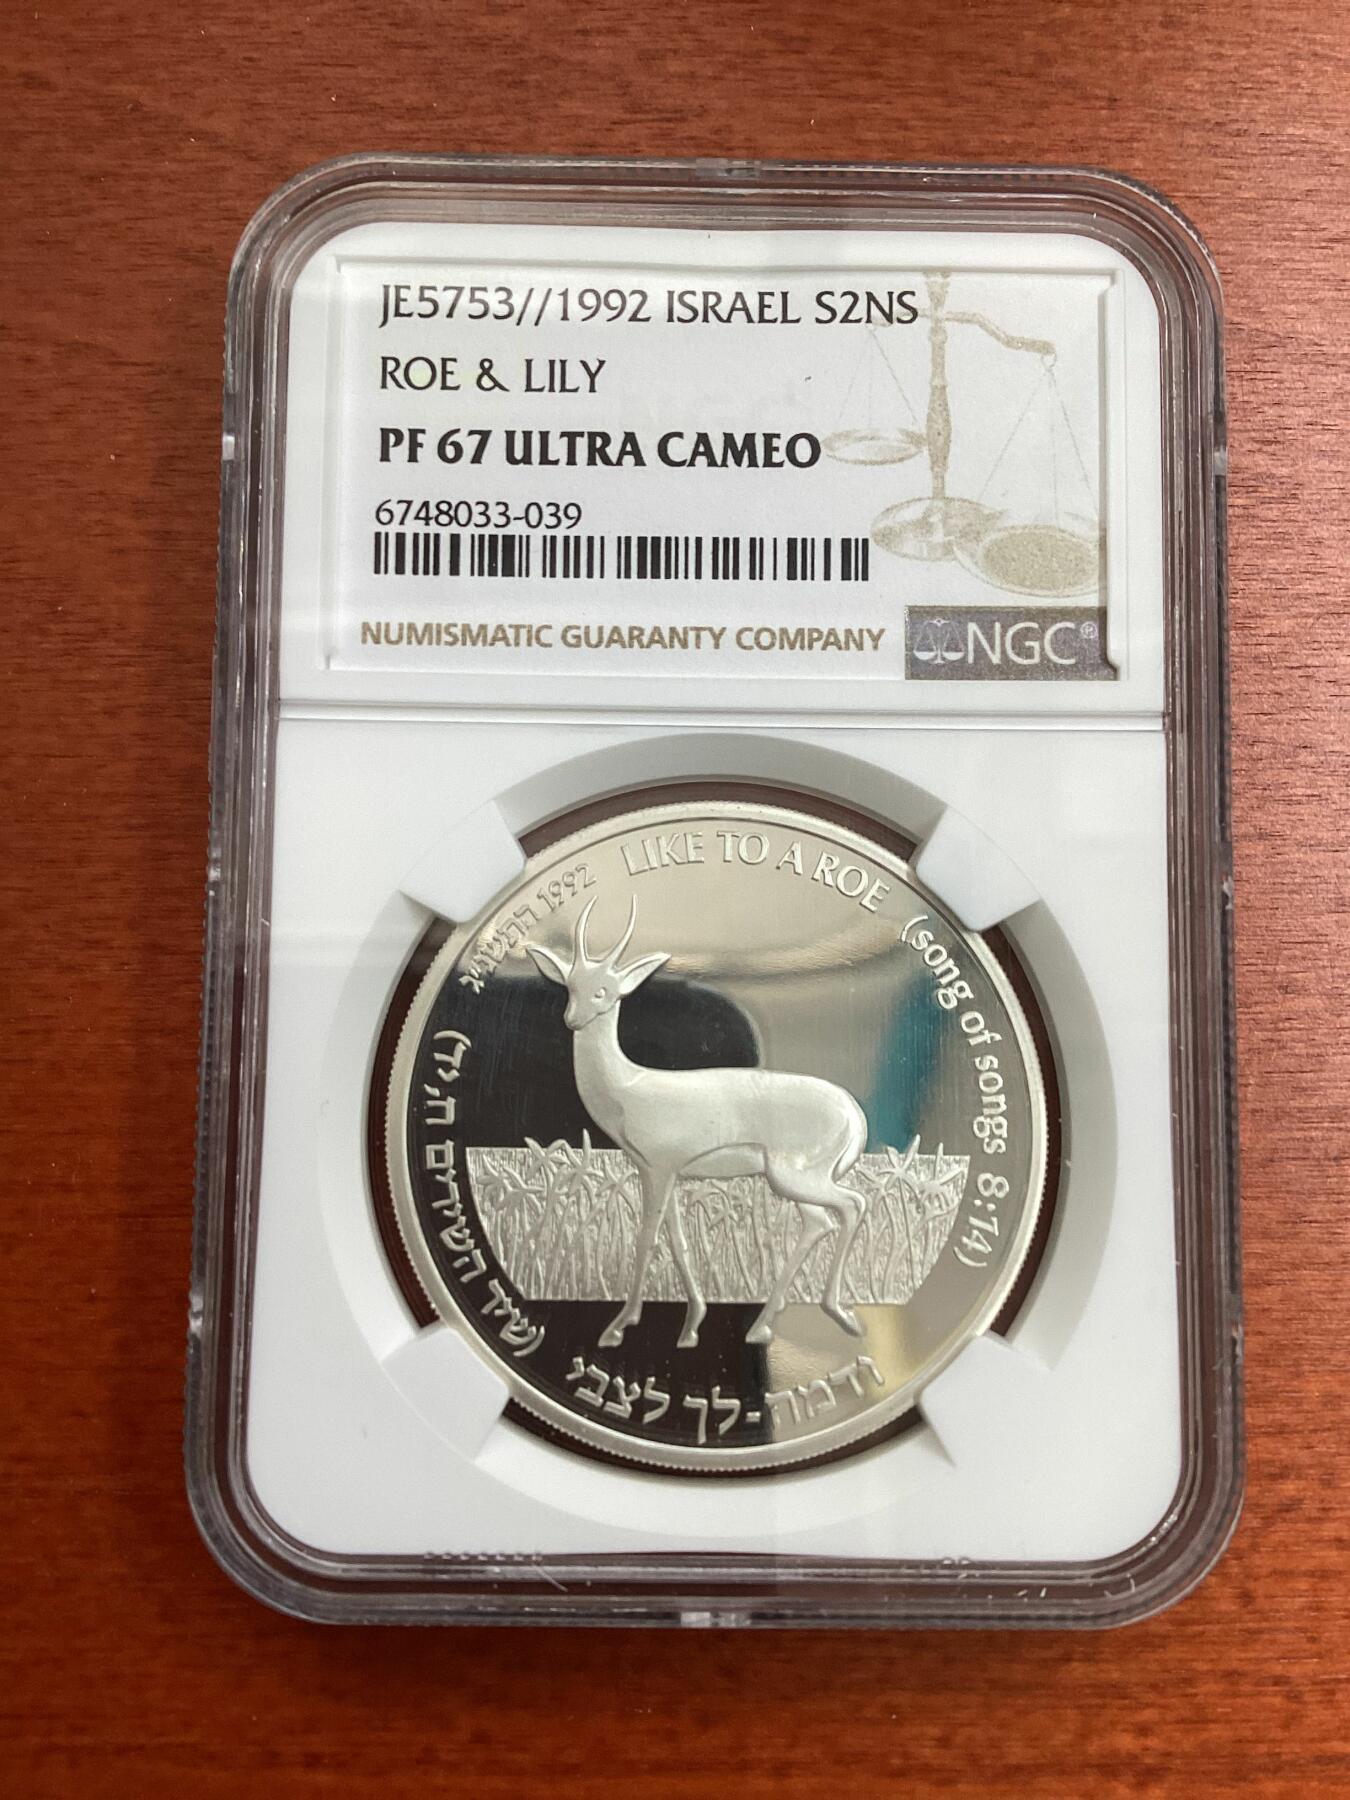 JE5753//1992 ISRAEL S2NS
ROE & LILY
PF 67 ULTRA CAMEO
6748033-039
NUMISMATIC GUARANTY COMPANY
NGC®
התשנ"ג 1992
LIKE TO A ROE
(song of songs 8:14)
ודמה-לך לצבי
(שיר השירים ח,יד)